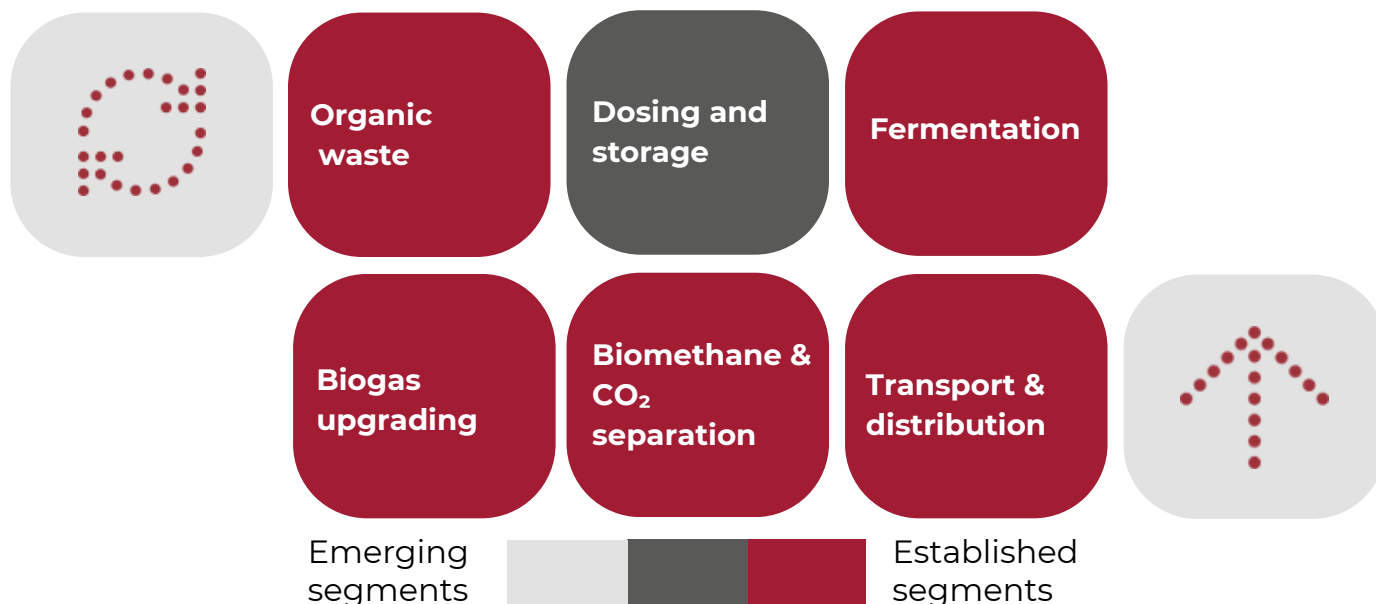 Organic
waste
Dosing and
storage
Fermentation
Biogas
upgrading
Biomethane &
CO₂
separation
Transport &
distribution
Emerging
segments
Established
segments